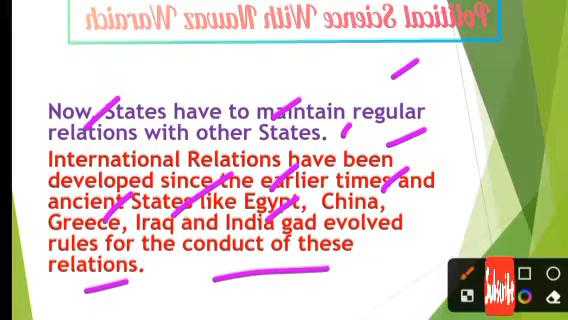 Political Science With Nawaz Waraich
Now, States have to maintain regular
relations with other States.
International Relations have been
developed since the earlier times and
ancient States like Egypt, China,
Greece, Iraq and India gad evolved
rules for the conduct of these
relations.
Subscribe